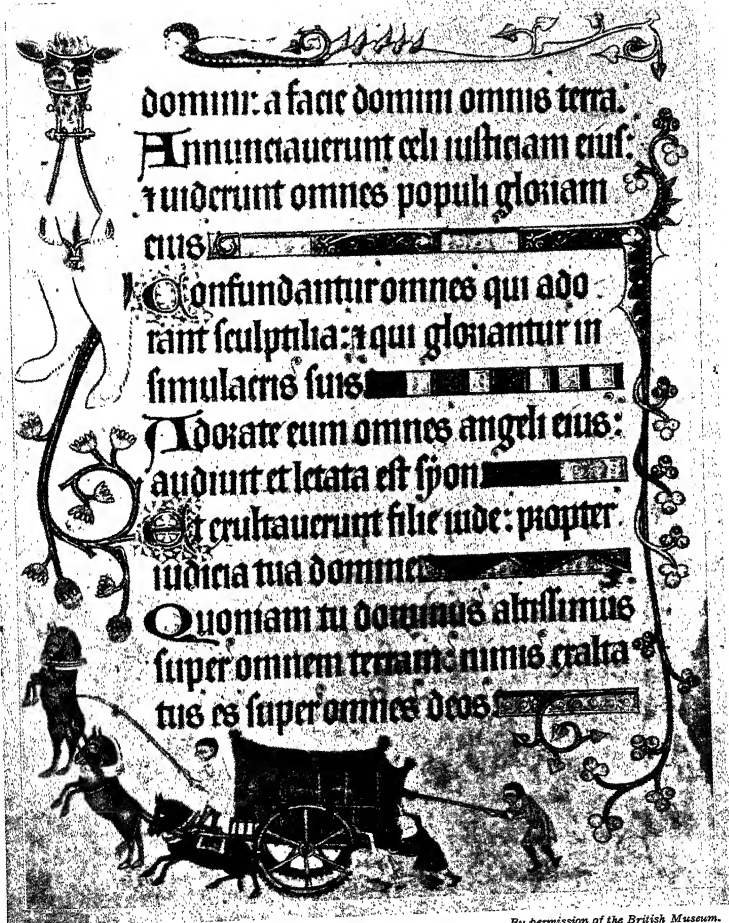 domini: a facie domini omnis terra.
Annunciauerunt celi iusticiam eius:
⁊ uiderunt omnes populi gloriam
eius
Confundantur omnes qui ado
rant sculptilia: ⁊ qui gloriantur in
simulacris suis.
Adorate eum omnes angeli eius:
audiuit et letata est syon.
Et exultauerunt filie iude: propter
iudicia tua domine.
Quoniam tu dominus altissimus
super omnem terram: nimis exalta
tus es super omnes deos.
By permission of the British Museum.